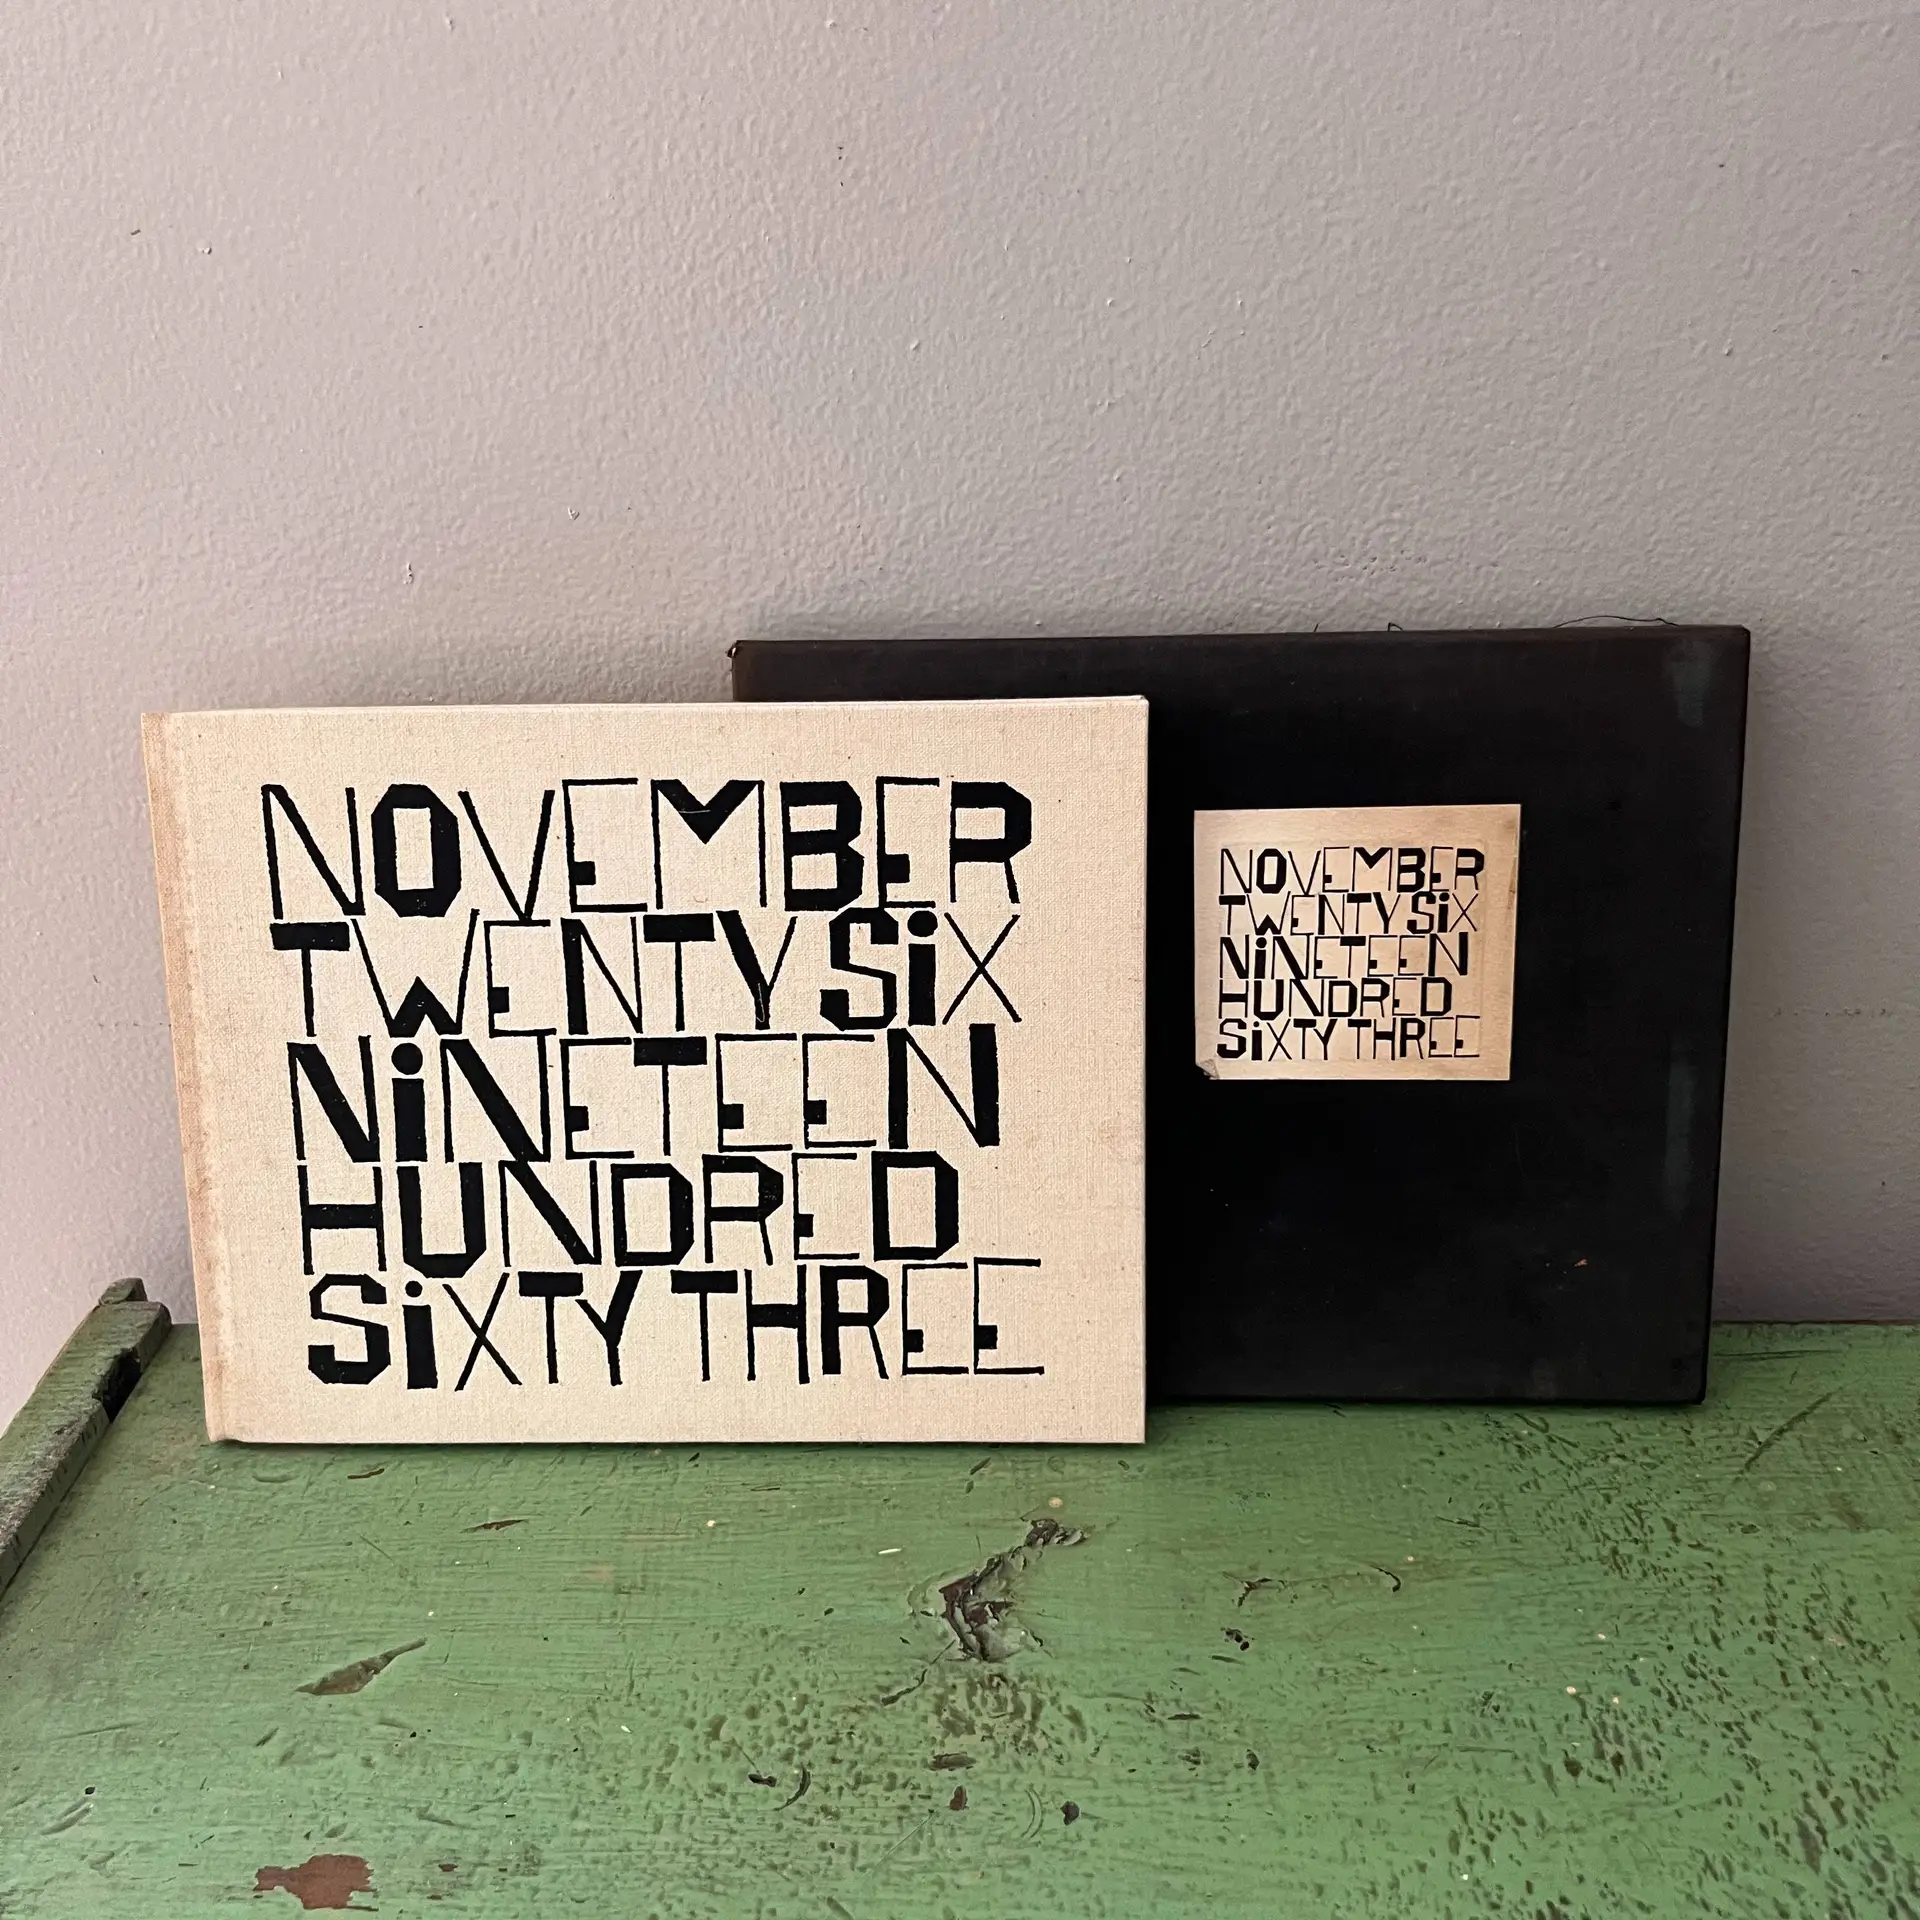 NOVEMBER
TWENTY SiX
NiNETEEN
HUNDRED
SiXTY THREE
NOVEMBER
TWENTY SiX
NiNETEEN
HUNDRED
SiXTY THREE